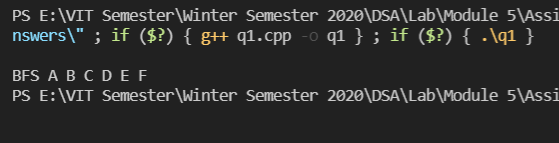 PS E:\VIT Semester\Winter Semester 2020\DSA\Lab\Module 5\Assi
nswers\" ; if ($?) { g++ q1.cpp -o q1 } ; if ($?) { .\q1 }
BFS A B C D E F
PS E:\VIT Semester\Winter Semester 2020\DSA\Lab\Module 5\Assi